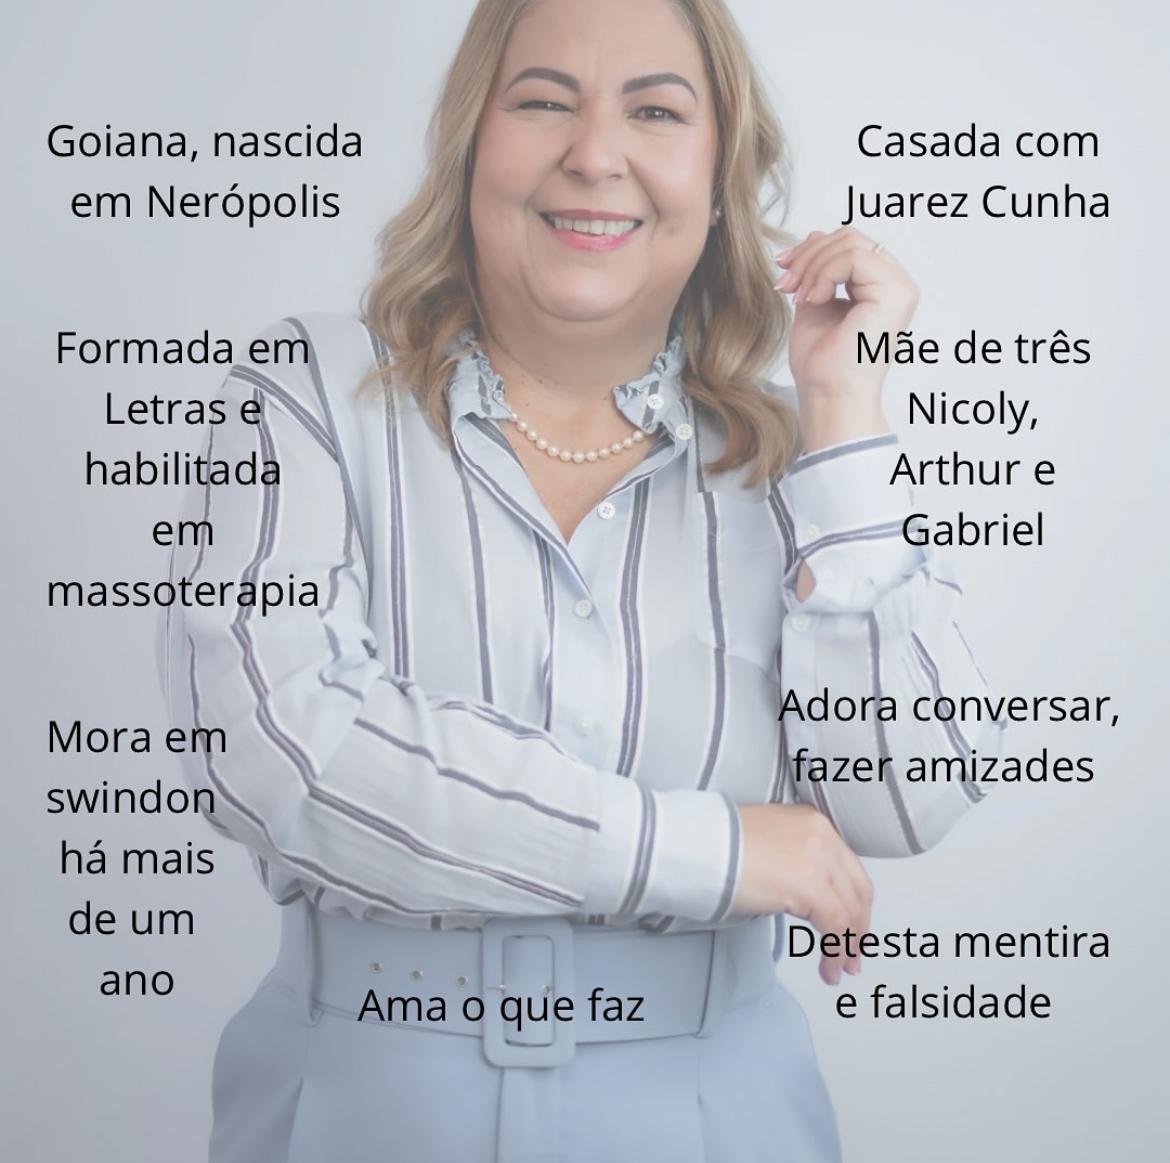 Goiana, nascida
em Nerópolis
Formada em
Letras e
habilitada
em
massoterapia
Mora em
swindon
há mais
de um
ano
Ama o que faz
Casada com
Juarez Cunha
Mãe de três
Nicoly,
Arthur e
Gabriel
Adora conversar,
fazer amizades
Detesta mentira
e falsidade